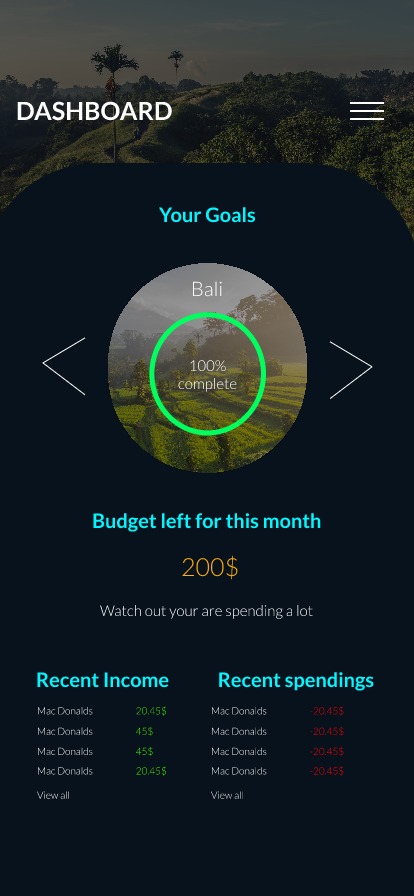 DASHBOARD
Your Goals
Bali
100%
complete
Budget left for this month
200$
Watch out your are spending a lot
Recent Income
Mac Donalds 20.45$
Mac Donalds 45$
Mac Donalds 45$
Mac Donalds 20.45$
View all
Recent spendings
Mac Donalds -20.45$
Mac Donalds -20.45$
Mac Donalds -20.45$
Mac Donalds -20.45$
View all